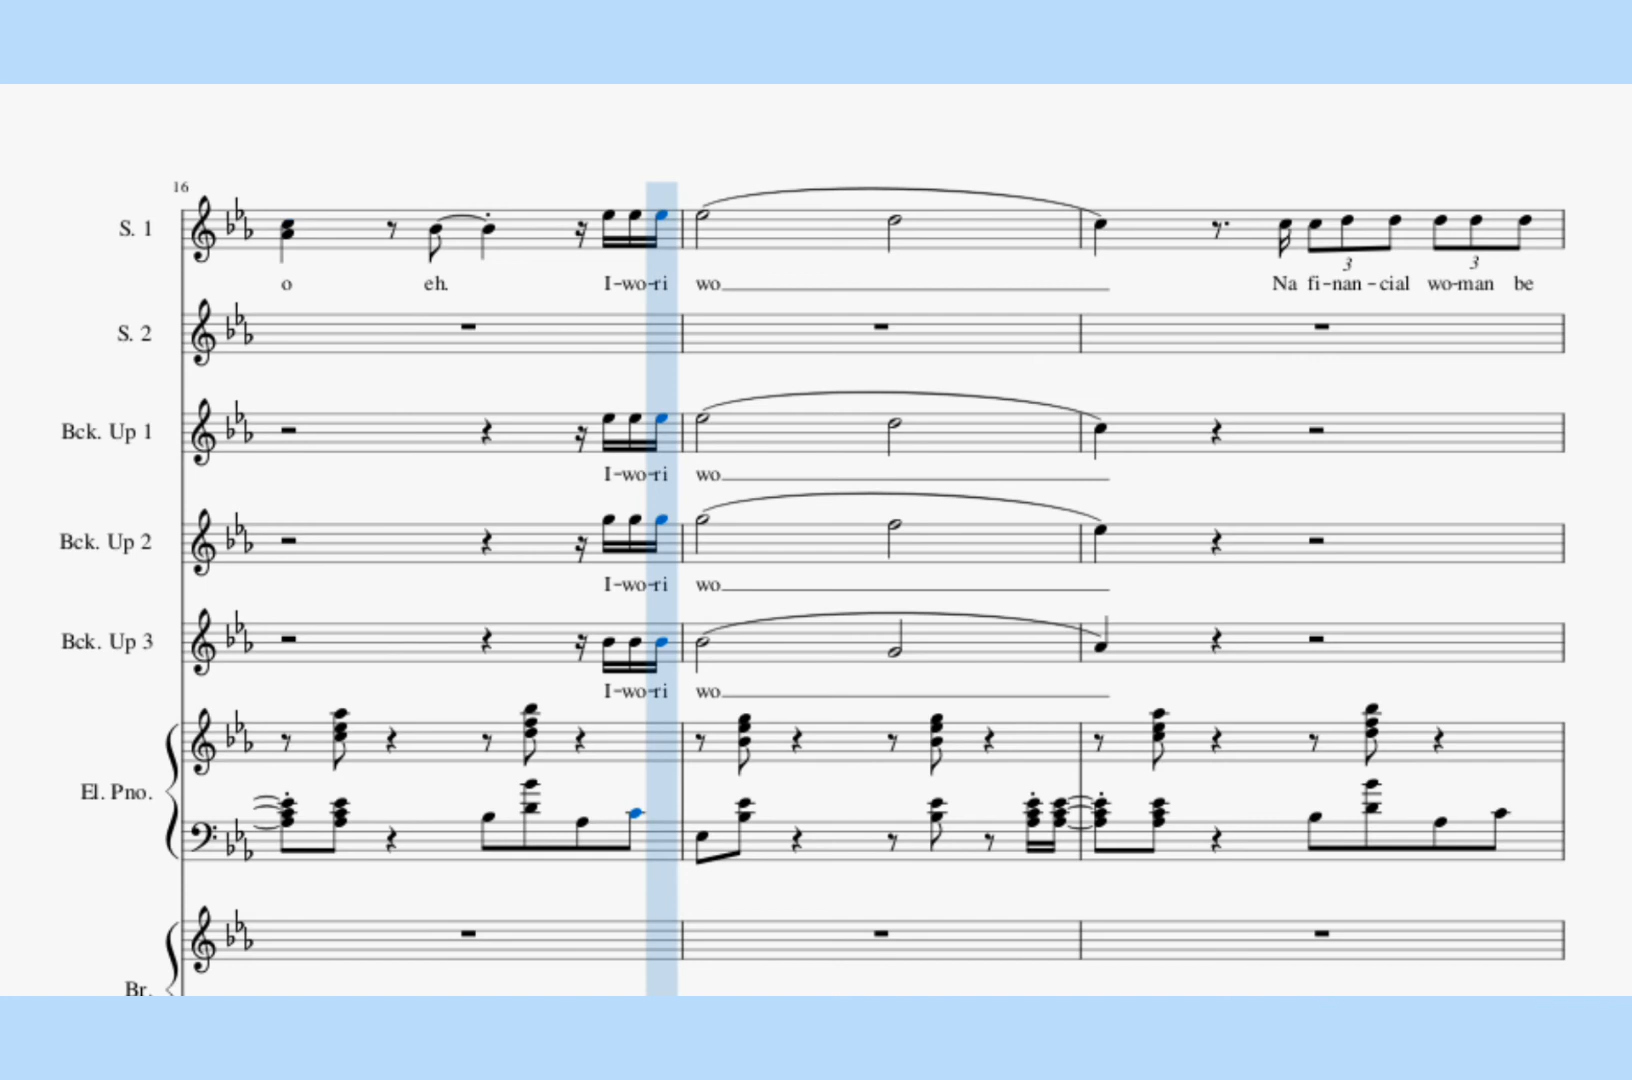 16
S. 1
o eh. I-wo-ri wo Na fi-nan-cial wo-man be
3 3
S. 2
Bck. Up 1
I-wo-ri wo
Bck. Up 2
I-wo-ri wo
Bck. Up 3
I-wo-ri wo
El. Pno.
Br.